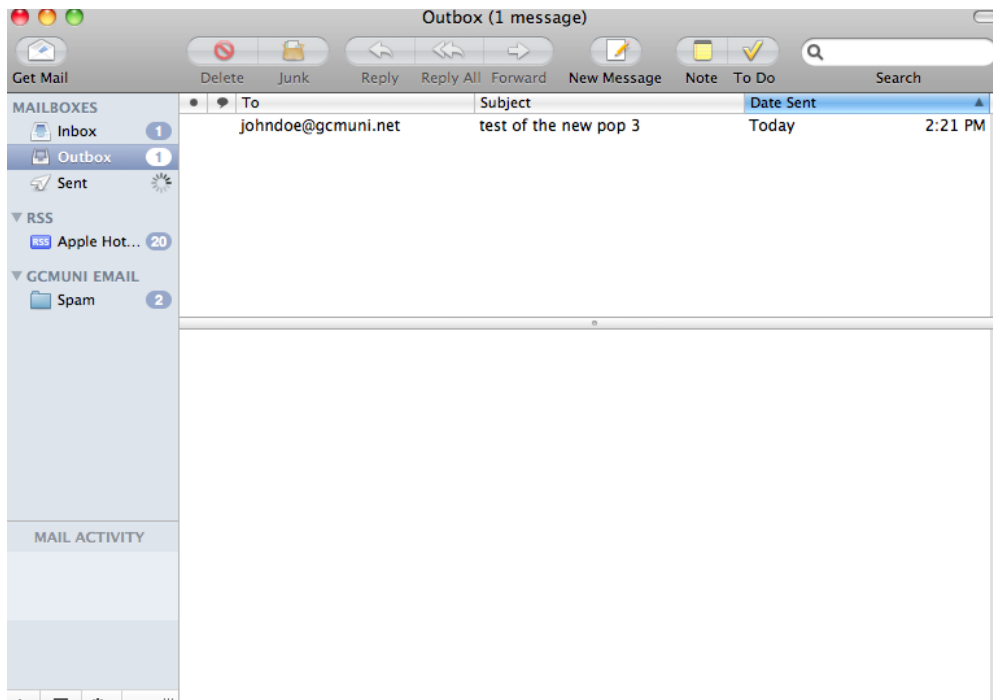 Outbox (1 message)
Get Mail Delete Junk Reply Reply All Forward New Message Note To Do Search
MAILBOXES
Inbox 1
Outbox 1
Sent
RSS
RSS Apple Hot... 20
GCMUNI EMAIL
Spam 2
MAIL ACTIVITY
To Subject Date Sent
johndoe@gcmuni.net test of the new pop 3 Today 2:21 PM